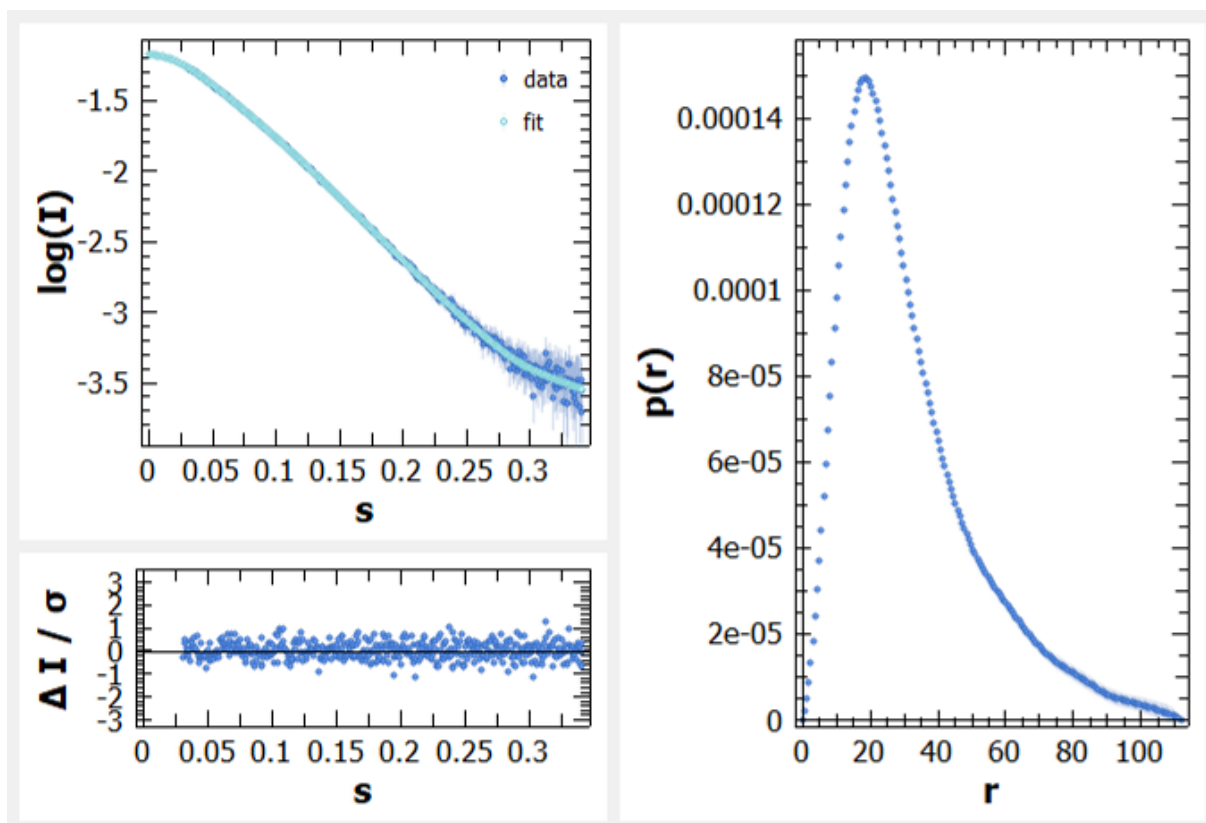 log(I)
-1.5
-2
-2.5
-3
-3.5
data
fit
0 0.05 0.1 0.15 0.2 0.25 0.3
s
Δ I / σ
3
2
1
0
-1
-2
-3
0 0.05 0.1 0.15 0.2 0.25 0.3
s
p(r)
0.00014
0.00012
0.0001
8e-05
6e-05
4e-05
2e-05
0
0 20 40 60 80 100
r